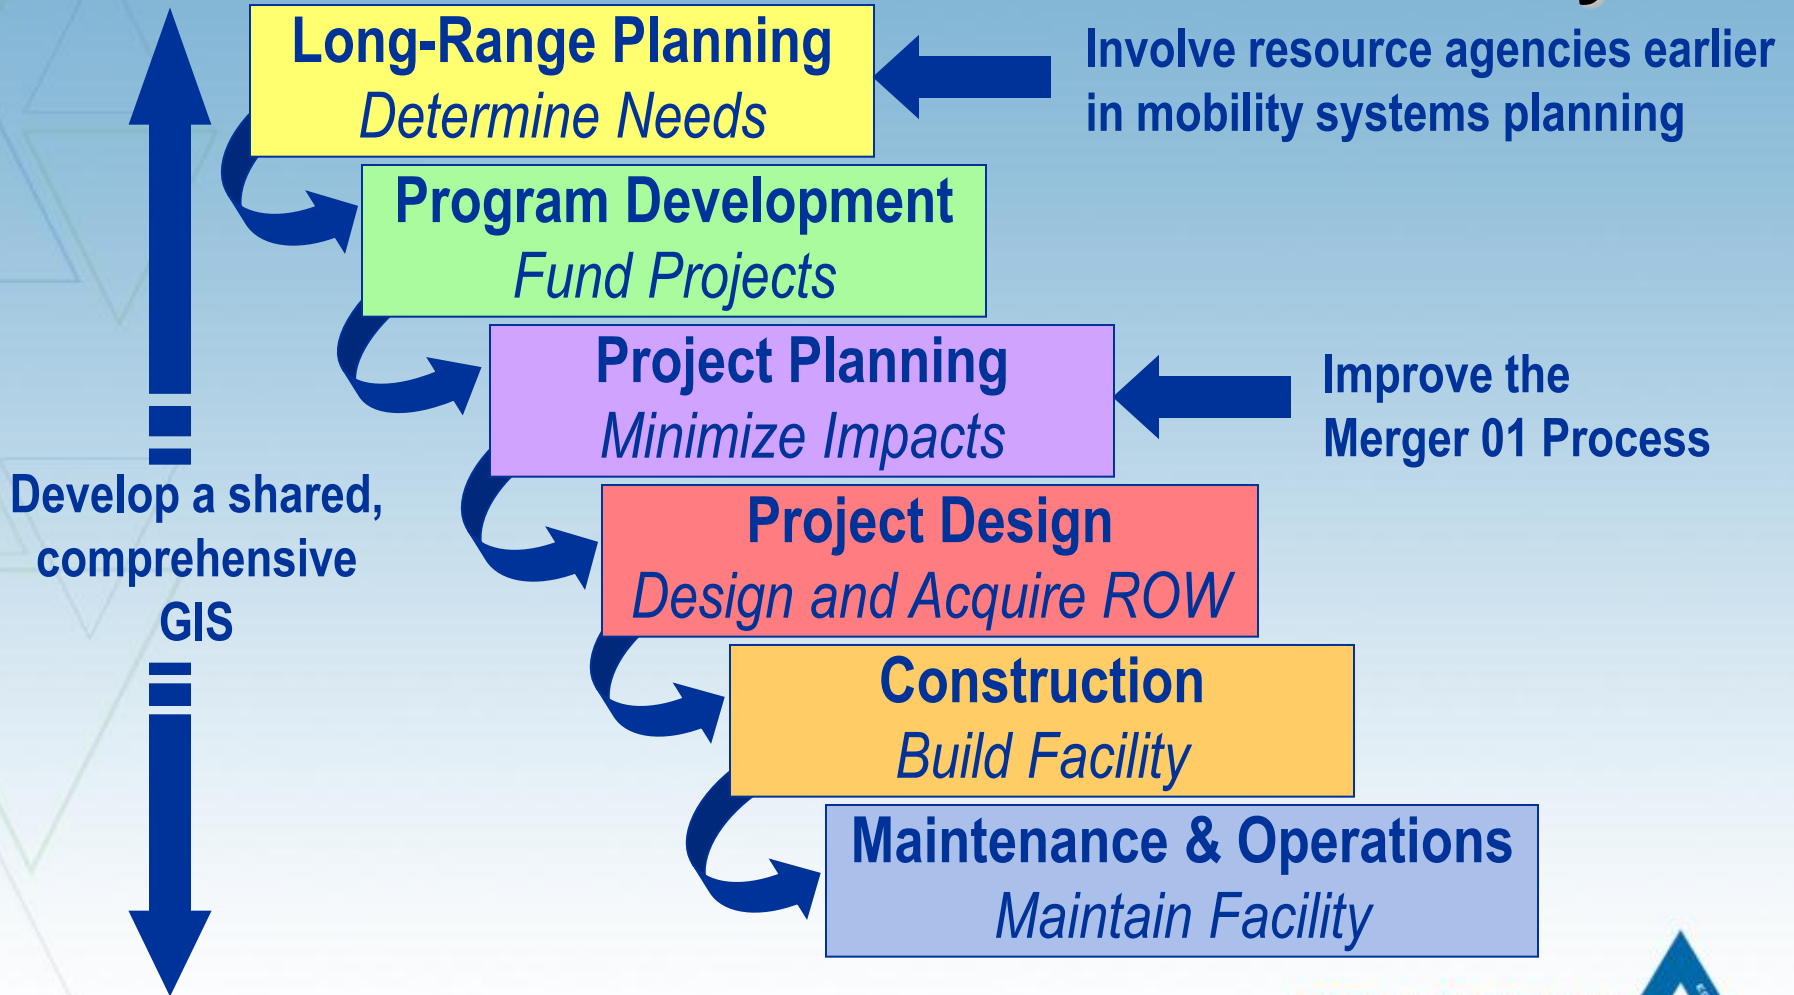 Long-Range Planning
Determine Needs
Involve resource agencies earlier
in mobility systems planning
Program Development
Fund Projects
Project Planning
Minimize Impacts
Improve the
Merger 01 Process
Develop a shared,
comprehensive
GIS
Project Design
Design and Acquire ROW
Construction
Build Facility
Maintenance & Operations
Maintain Facility